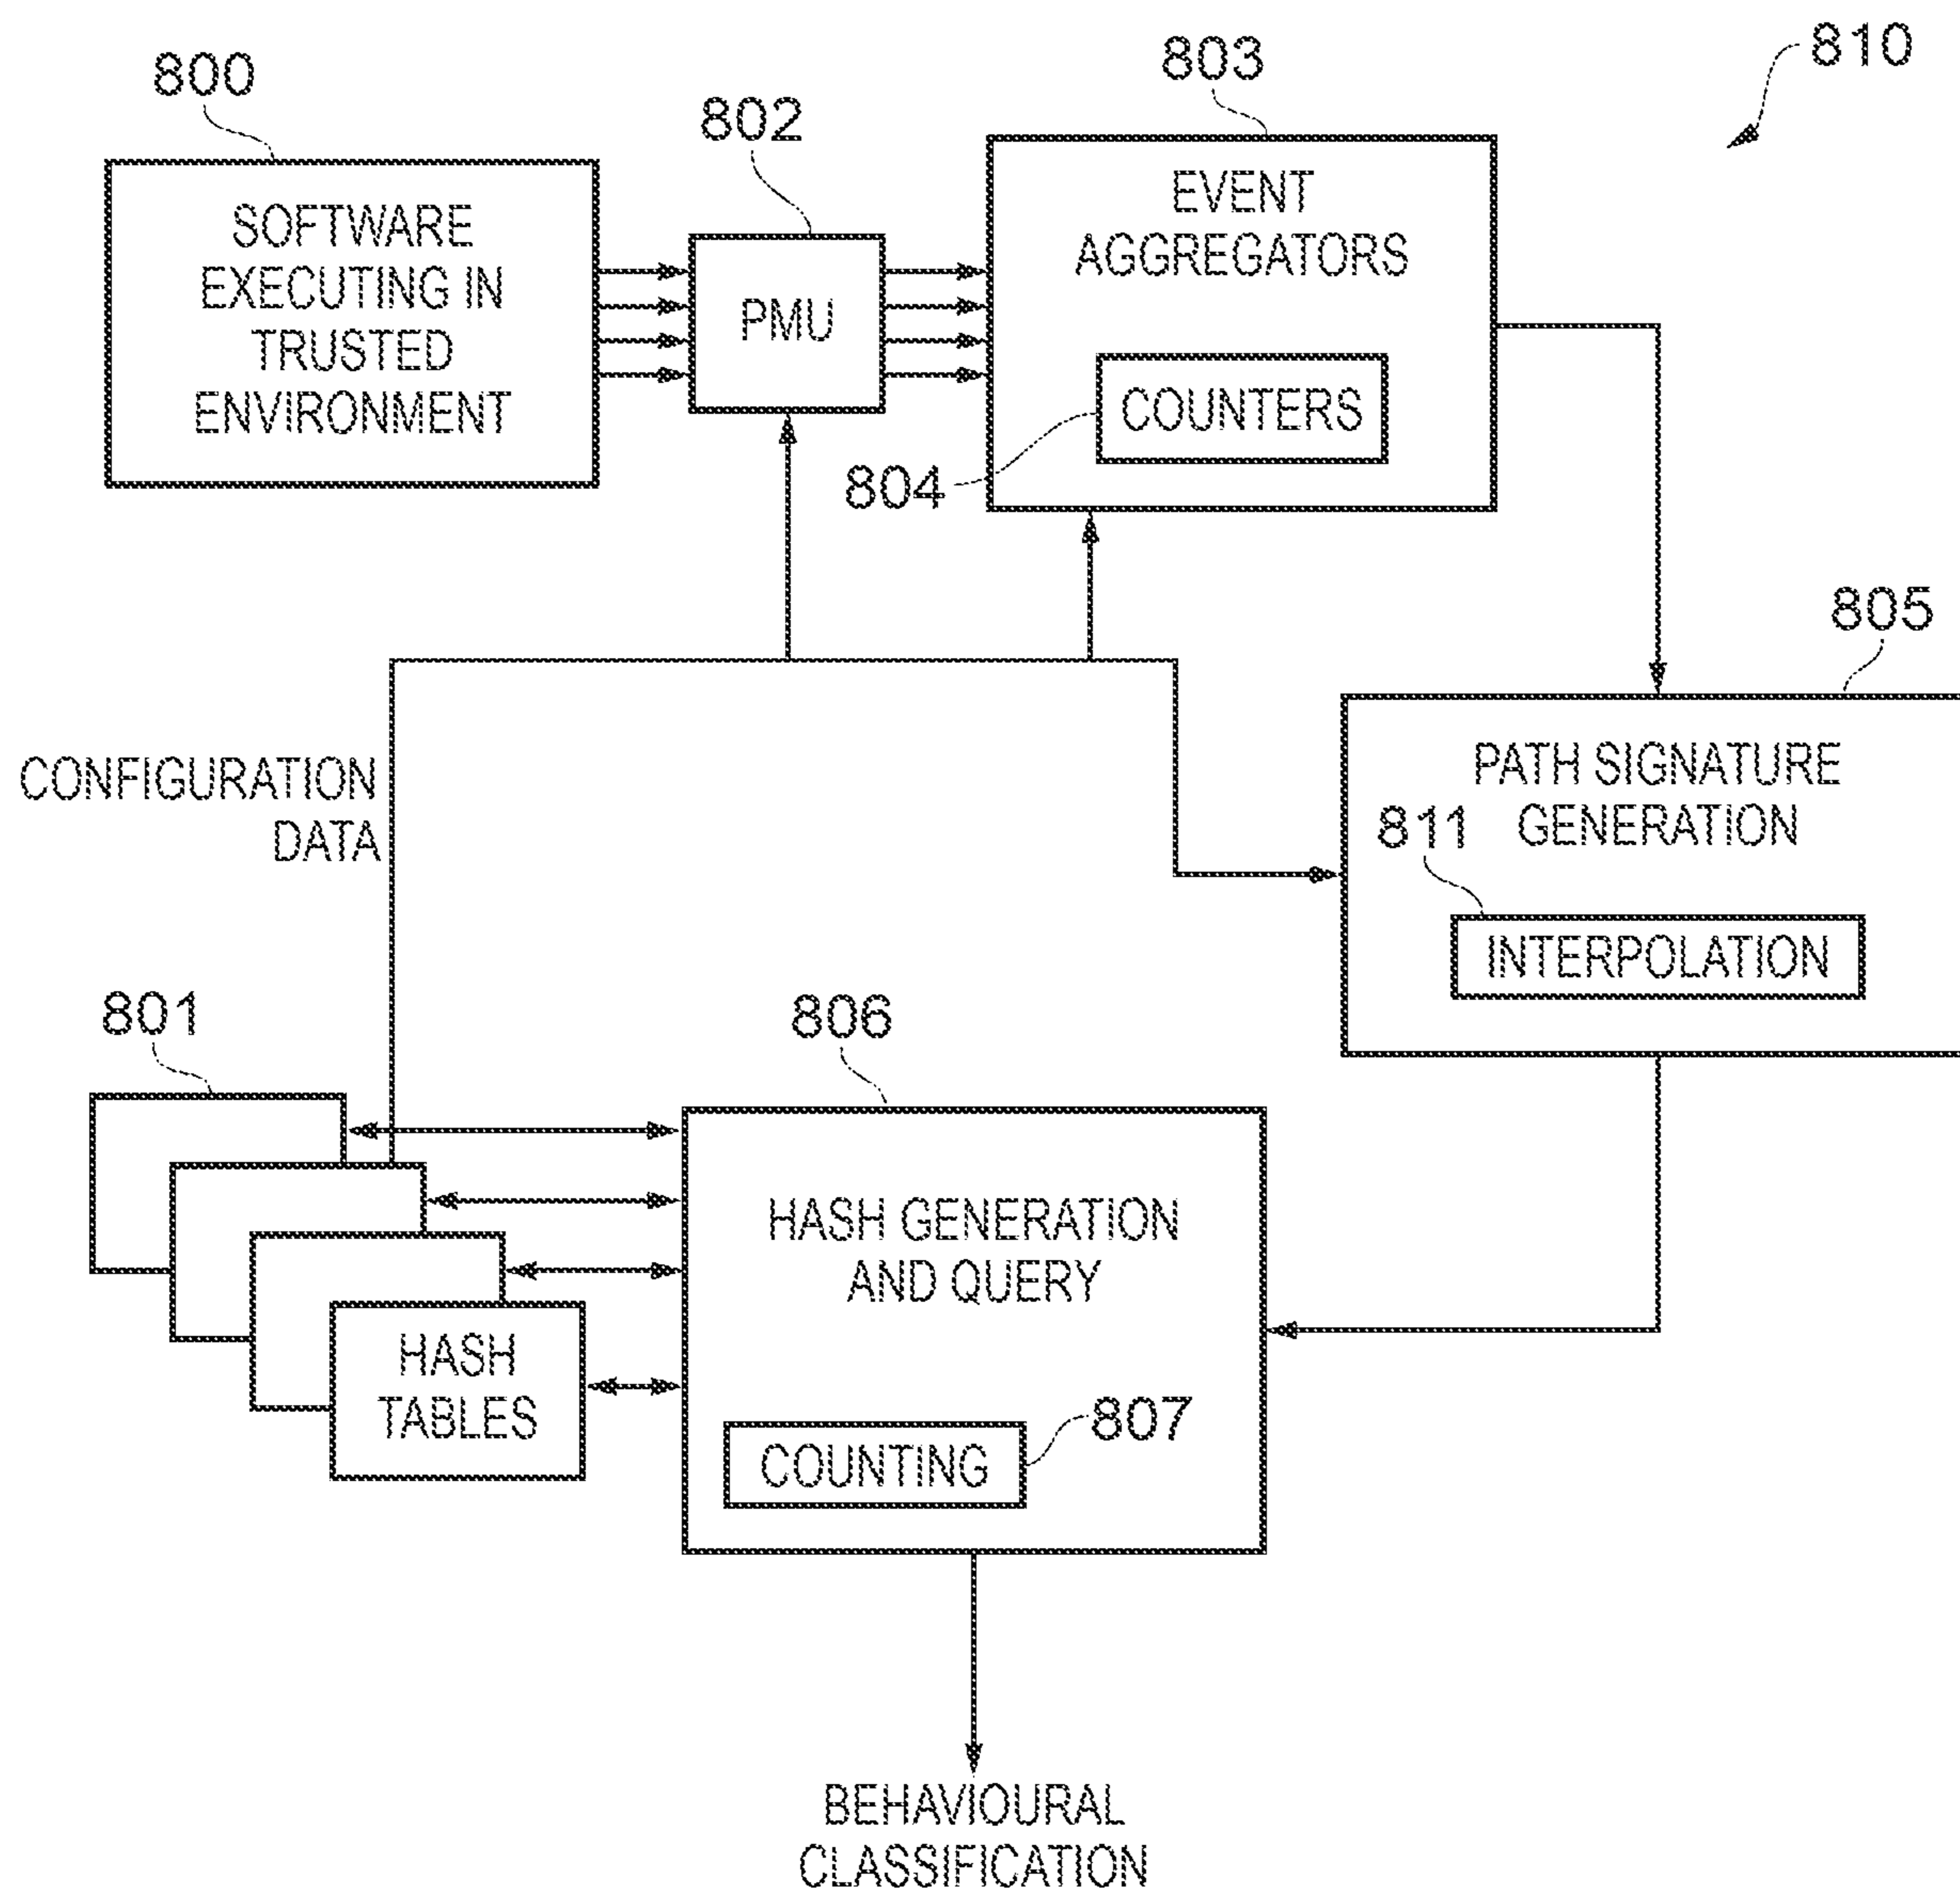 810
800
802
803
SOFTWARE
EXECUTING IN
TRUSTED
ENVIRONMENT
PMU
EVENT
AGGREGATORS
COUNTERS
804
805
CONFIGURATION
DATA
PATH SIGNATURE
GENERATION
811
INTERPOLATION
801
806
HASH
TABLES
HASH GENERATION
AND QUERY
COUNTING
807
BEHAVIOURAL
CLASSIFICATION